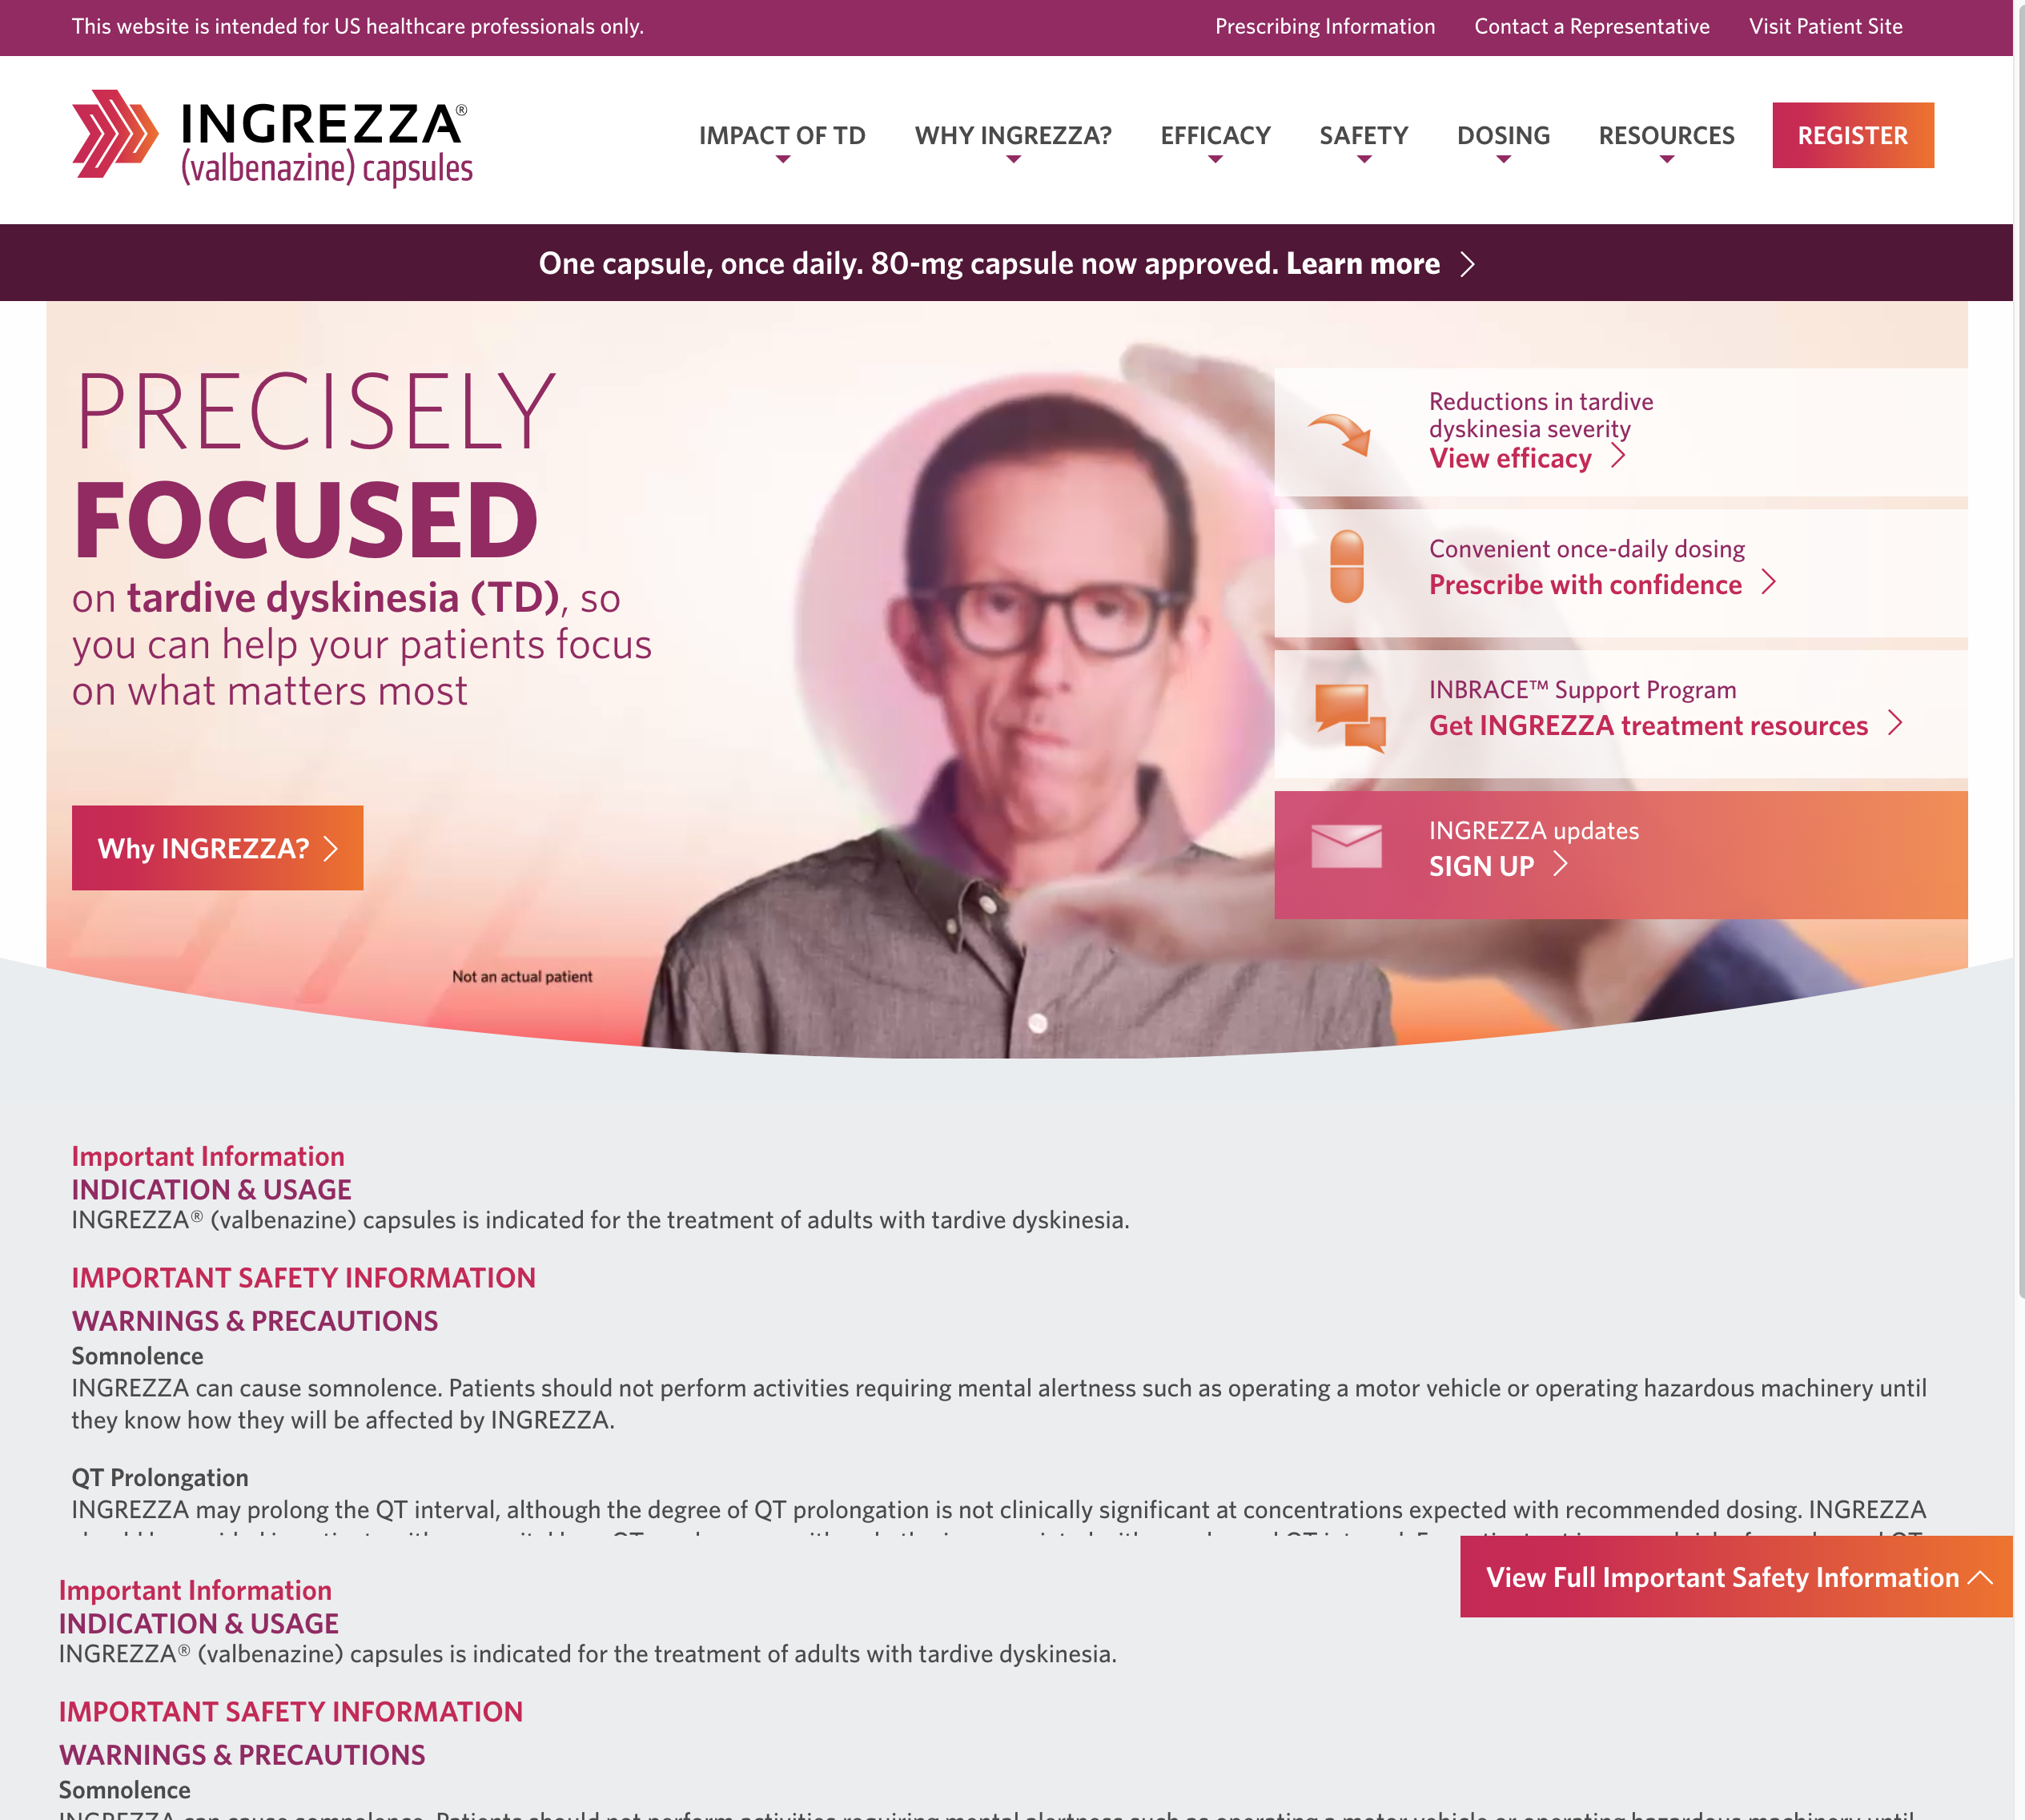 This website is intended for US healthcare professionals only.
Prescribing Information
Contact a Representative
Visit Patient Site
INGREZZA®
(valbenazine) capsules
IMPACT OF TD
WHY INGREZZA?
EFFICACY
SAFETY
DOSING
RESOURCES
REGISTER
One capsule, once daily. 80-mg capsule now approved. Learn more
PRECISELY
FOCUSED
on tardive dyskinesia (TD), so
you can help your patients focus
on what matters most
Why INGREZZA?
Not an actual patient
Reductions in tardive
dyskinesia severity
View efficacy
Convenient once-daily dosing
Prescribe with confidence
INBRACE™ Support Program
Get INGREZZA treatment resources
INGREZZA updates
SIGN UP
Important Information
INDICATION & USAGE
INGREZZA® (valbenazine) capsules is indicated for the treatment of adults with tardive dyskinesia.
IMPORTANT SAFETY INFORMATION
WARNINGS & PRECAUTIONS
Somnolence
INGREZZA can cause somnolence. Patients should not perform activities requiring mental alertness such as operating a motor vehicle or operating hazardous machinery until
they know how they will be affected by INGREZZA.
QT Prolongation
INGREZZA may prolong the QT interval, although the degree of QT prolongation is not clinically significant at concentrations expected with recommended dosing. INGREZZA
View Full Important Safety Information
Important Information
INDICATION & USAGE
INGREZZA® (valbenazine) capsules is indicated for the treatment of adults with tardive dyskinesia.
IMPORTANT SAFETY INFORMATION
WARNINGS & PRECAUTIONS
Somnolence